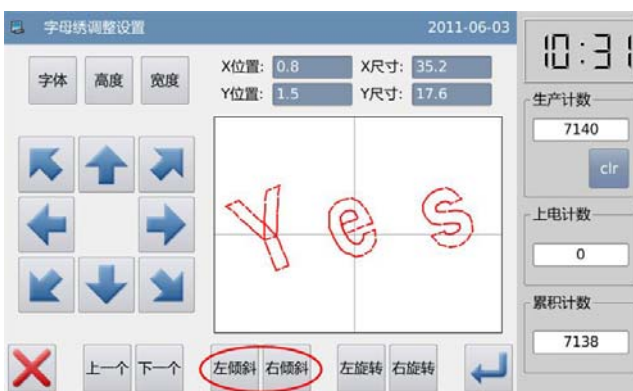 字母绣调整设置 2011-06-03
10:31
字体 高度 宽度
X位置: 0.8 X尺寸: 35.2
Y位置: 1.5 Y尺寸: 17.6
生产计数
7140
clr
Yes
上电计数
0
累积计数
7138
上一个 下一个 左倾斜 右倾斜 左旋转 右旋转